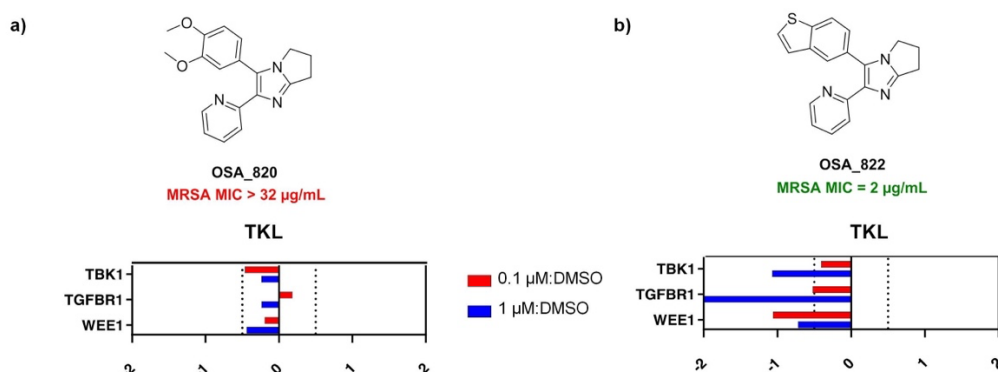 a)
O
O
N
N
N
OSA_820
MRSA MIC > 32 µg/mL
TKL
TBK1
TGFBR1
WEE1
-2
-1
0
1
2
0.1 µM:DMSO
1 µM:DMSO
b)
S
N
N
N
OSA_822
MRSA MIC = 2 µg/mL
TKL
TBK1
TGFBR1
WEE1
-2
-1
0
1
2